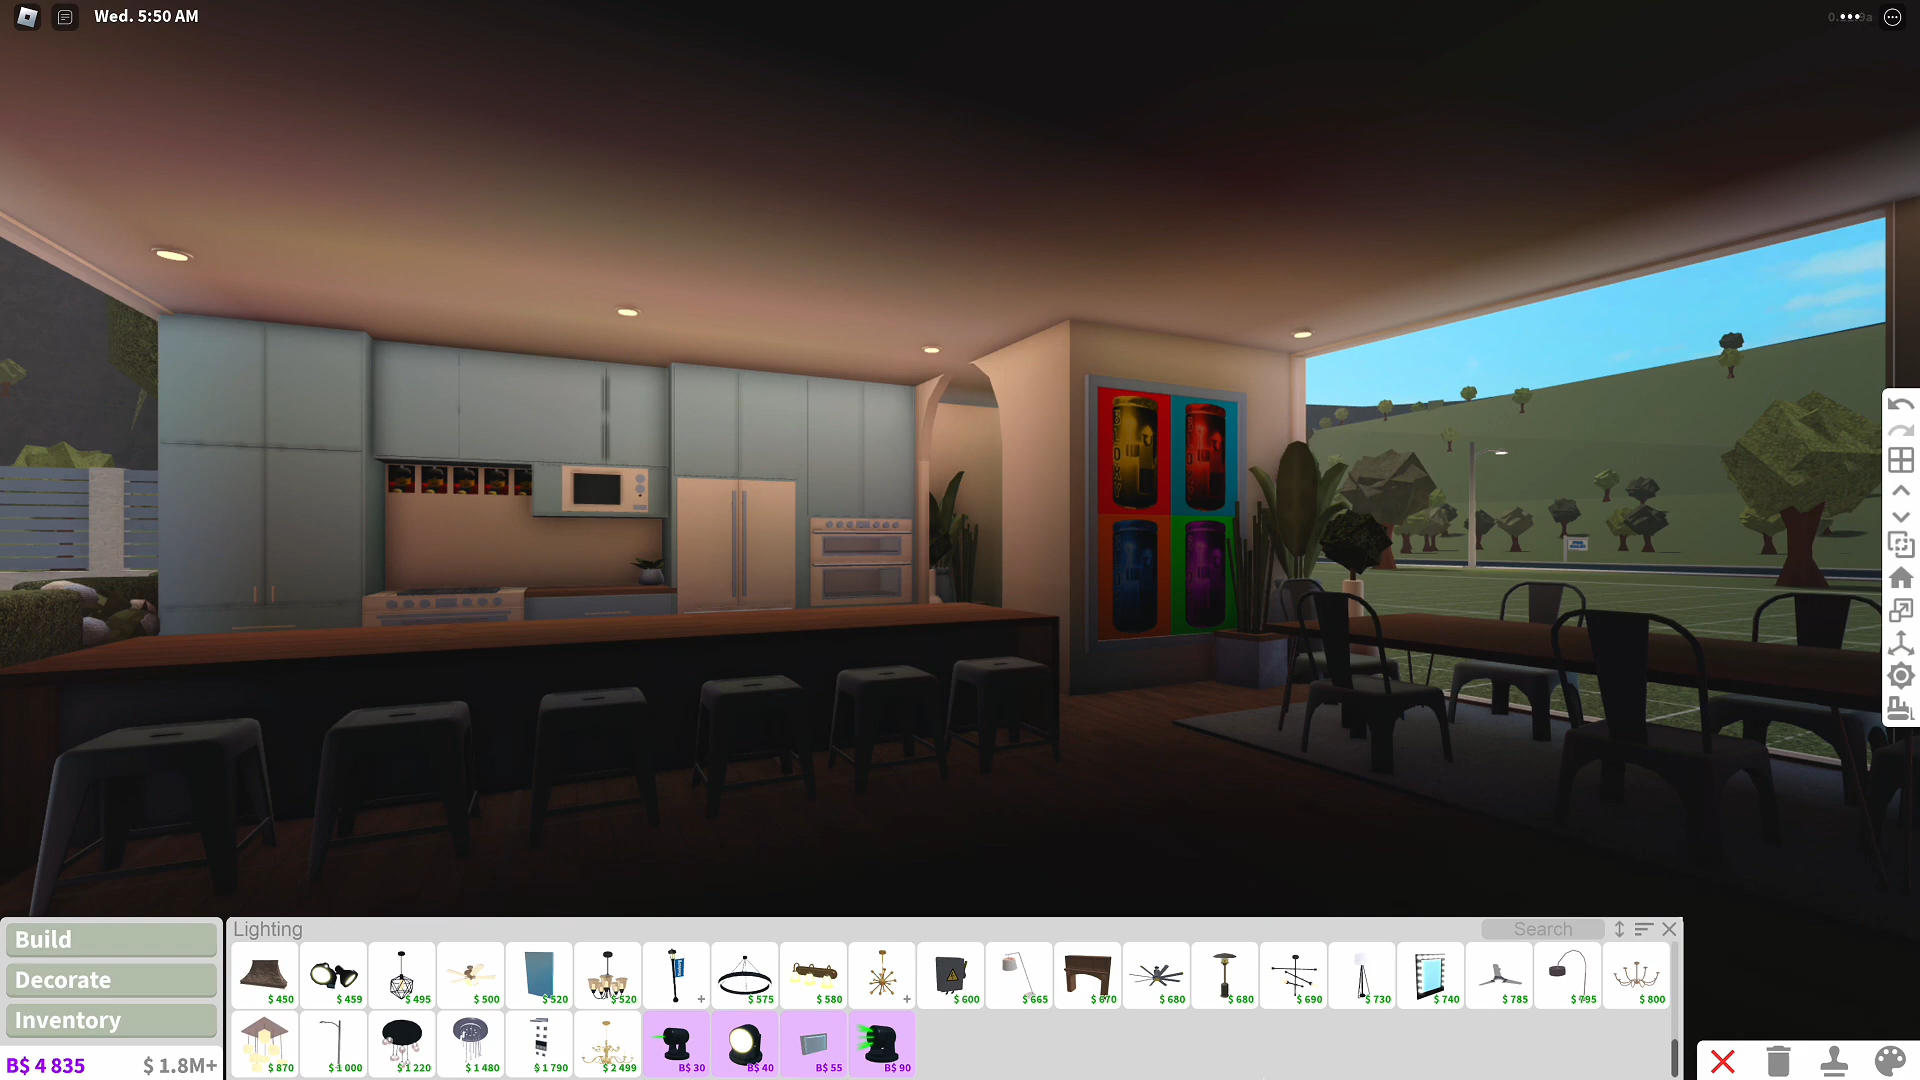 Wed. 5:50 AM
Build
Decorate
Inventory
B$ 4 835
$ 1.8M+
Lighting
Search
$ 450
$ 459
$ 495
$ 500
$ 520
$ 520
+
$ 575
$ 580
+
$ 600
$ 665
$ 670
$ 680
$ 680
$ 690
$ 730
$ 740
$ 785
$ 795
$ 800
$ 870
$ 1 000
$ 1 220
$ 1 480
$ 1 790
$ 2 499
B$ 30
B$ 40
B$ 55
B$ 90